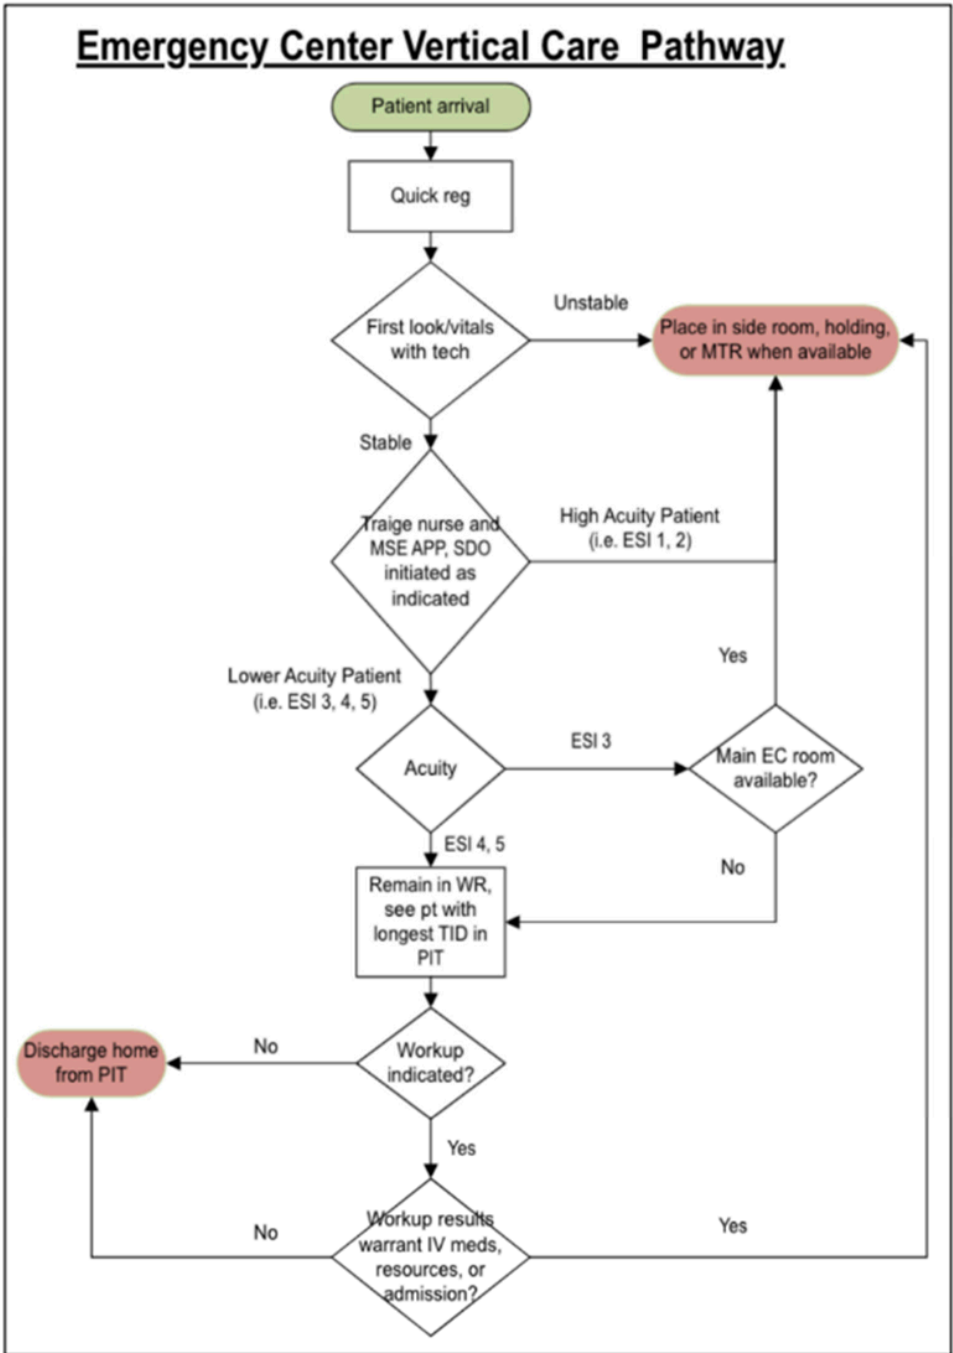 Emergency Center Vertical Care Pathway
Patient arrival
Quick reg
First look/vitals
with tech
Unstable
Place in side room, holding,
or MTR when available
Stable
Traige nurse and
MSE APP, SDO
initiated as
indicated
High Acuity Patient
(i.e. ESI 1, 2)
Lower Acuity Patient
(i.e. ESI 3, 4, 5)
Yes
Acuity
ESI 3
Main EC room
available?
ESI 4, 5
No
Remain in WR,
see pt with
longest TID in
PIT
Workup
indicated?
No
Discharge home
from PIT
Yes
Workup results
warrant IV meds,
resources, or
admission?
No
Yes